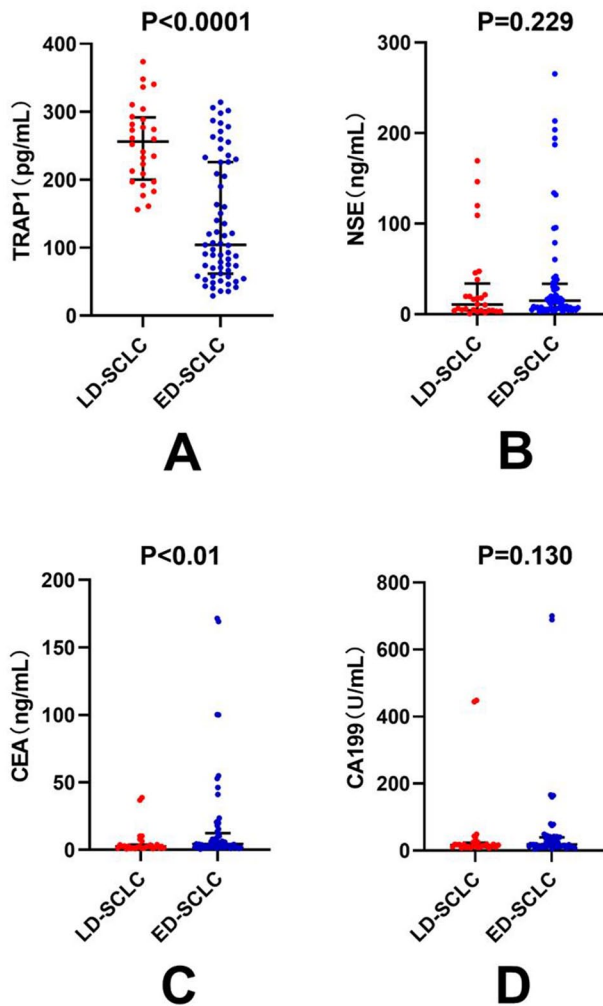 P<0.0001
TRAP1(pg/mL)
400
300
200
100
0
LD-SCLC
ED-SCLC
A
P=0.229
NSE(ng/mL)
300
200
100
0
LD-SCLC
ED-SCLC
B
P<0.01
CEA(ng/mL)
200
150
100
50
0
LD-SCLC
ED-SCLC
C
P=0.130
CA199(U/mL)
800
600
400
200
0
LD-SCLC
ED-SCLC
D